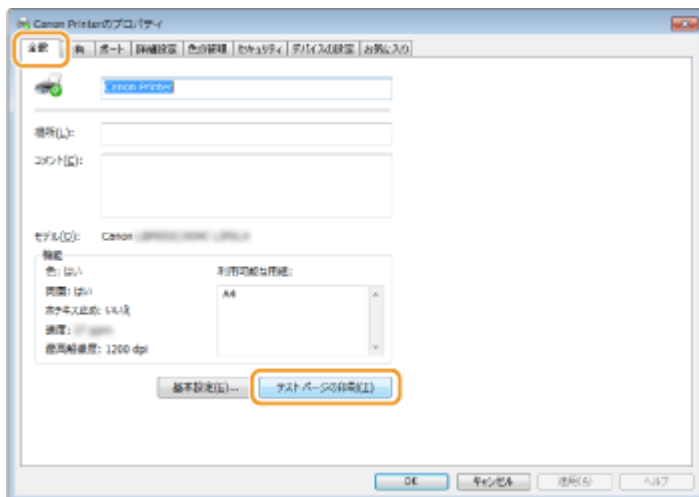 Canon Printerのプロパティ
全般 共有 ポート 詳細設定 色の管理 セキュリティ デバイスの設定 お気に入り
Canon Printer
場所(L):
コメント(C):
モデル(O): Canon
機能
色: はい 利用可能な用紙:
両面: はい A4
ホチキス止め: いいえ
速度:
最高解像度: 1200 dpi
基本設定(E)... テスト ページの印刷(T)
OK キャンセル 適用(A) ヘルプ